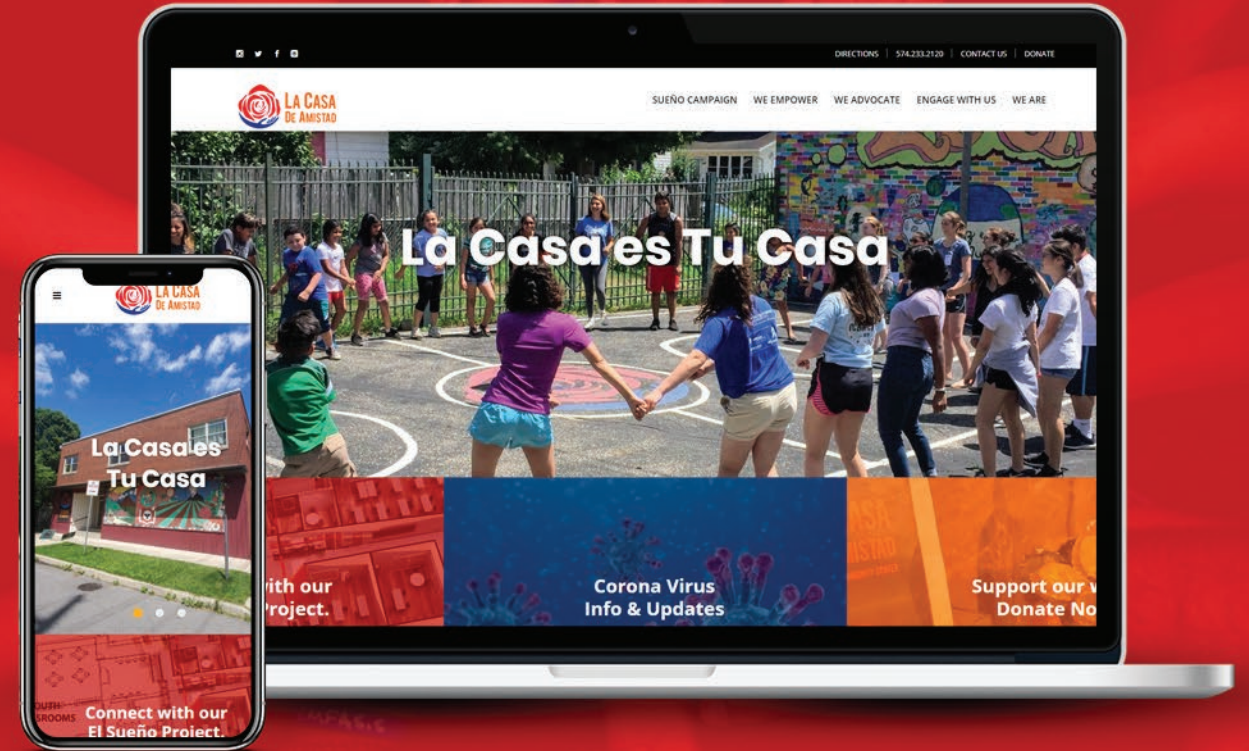 DIRECTIONS | 574.233.2120 | CONTACT US | DONATE
LA CASA
DE AMISTAD
SUEÑO CAMPAIGN WE EMPOWER WE ADVOCATE ENGAGE WITH US WE ARE
La Casa es Tu Casa
with our
Project.
Corona Virus
Info & Updates
Support our
Donate
LA CASA
DE AMISTAD
La Casa es
Tu Casa
Connect with our
El Sueño Project.